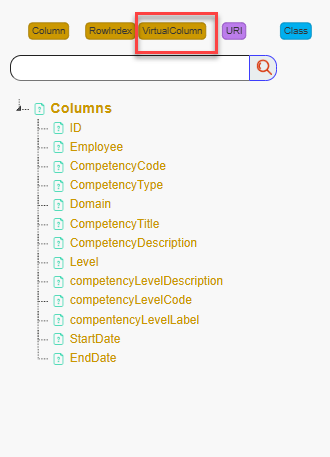 Column RowIndex VirtualColumn URI Class
Columns
ID
Employee
CompetencyCode
CompetencyType
Domain
CompetencyTitle
CompetencyDescription
Level
competencyLevelDescription
competencyLevelCode
compentencyLevelLabel
StartDate
EndDate